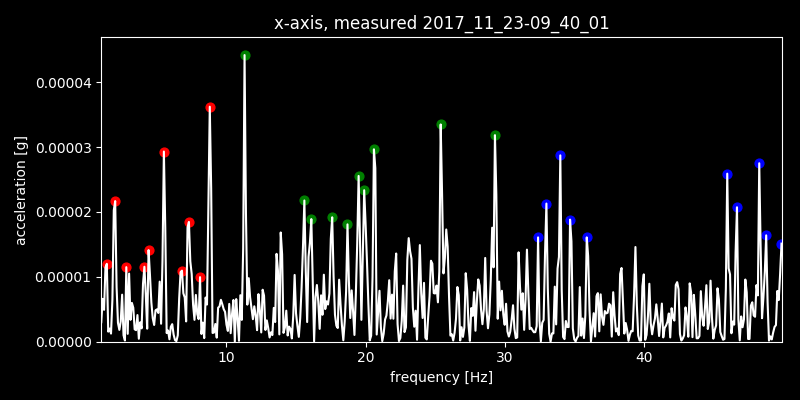 x-axis, measured 2017_11_23-09_40_01
acceleration [g]
0.00004
0.00003
0.00002
0.00001
0.00000
10 20 30 40
frequency [Hz]